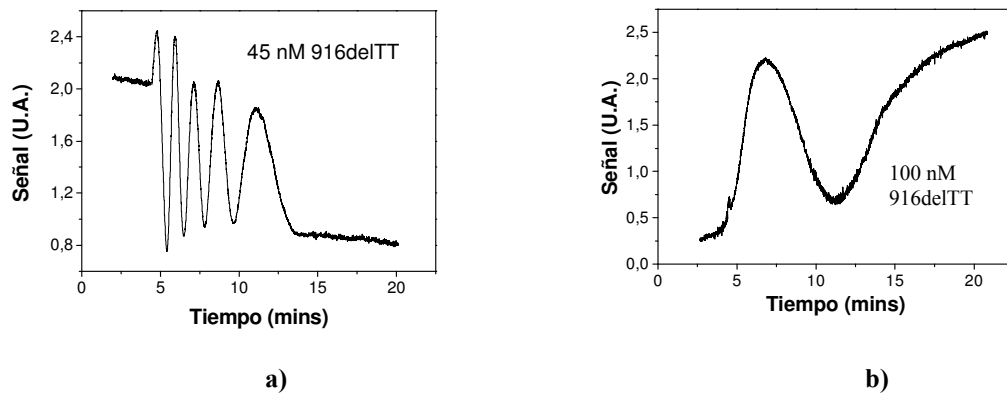 45 nM 916delTT
Señal (U.A.)
2,4
2,0
1,6
1,2
0,8
0 5 10 15 20
Tiempo (mins)
a)
Señal (U.A.)
2,5
2,0
1,5
1,0
0,5
0,0
100 nM
916delTT
0 5 10 15 20
Tiempo (mins)
b)